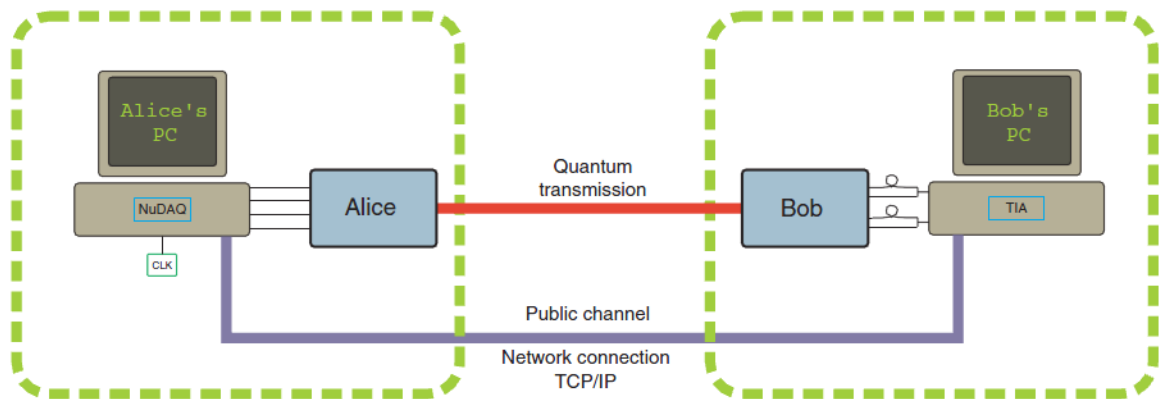 Alice's
PC
NuDAQ
CLK
Alice
Quantum
transmission
Bob
Bob's
PC
TIA
Public channel
Network connection
TCP/IP